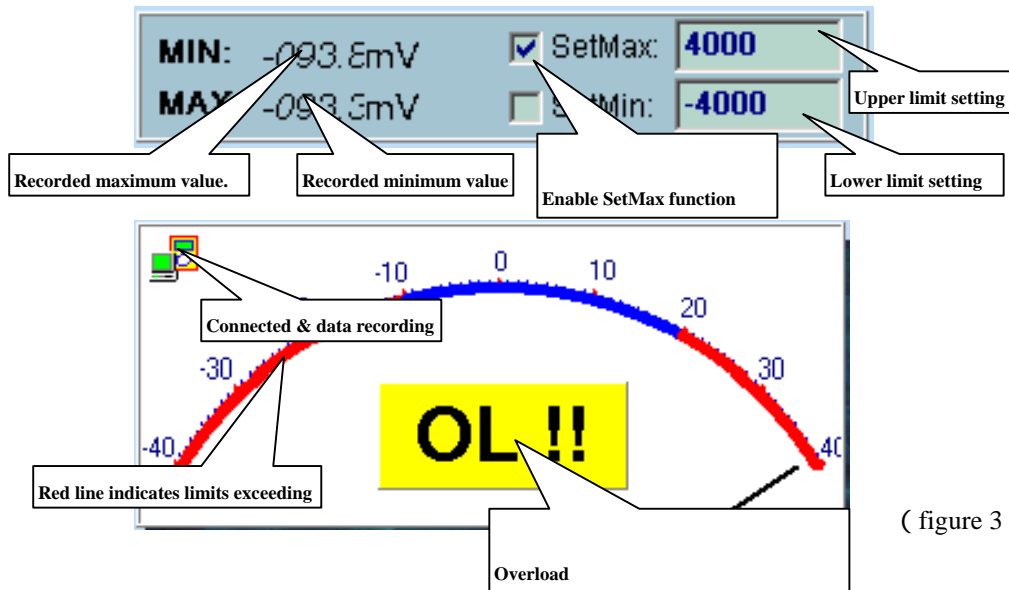 MIN: -093.8mV
SetMax: 4000
MAX -093.3mV
SetMin: -4000
Upper limit setting
Recorded maximum value.
Recorded minimum value
Enable SetMax function
Lower limit setting
-10
0
10
Connected & data recording
20
-30
30
OL !!
-40
40
Red line indicates limits exceeding
( figure 3
Overload